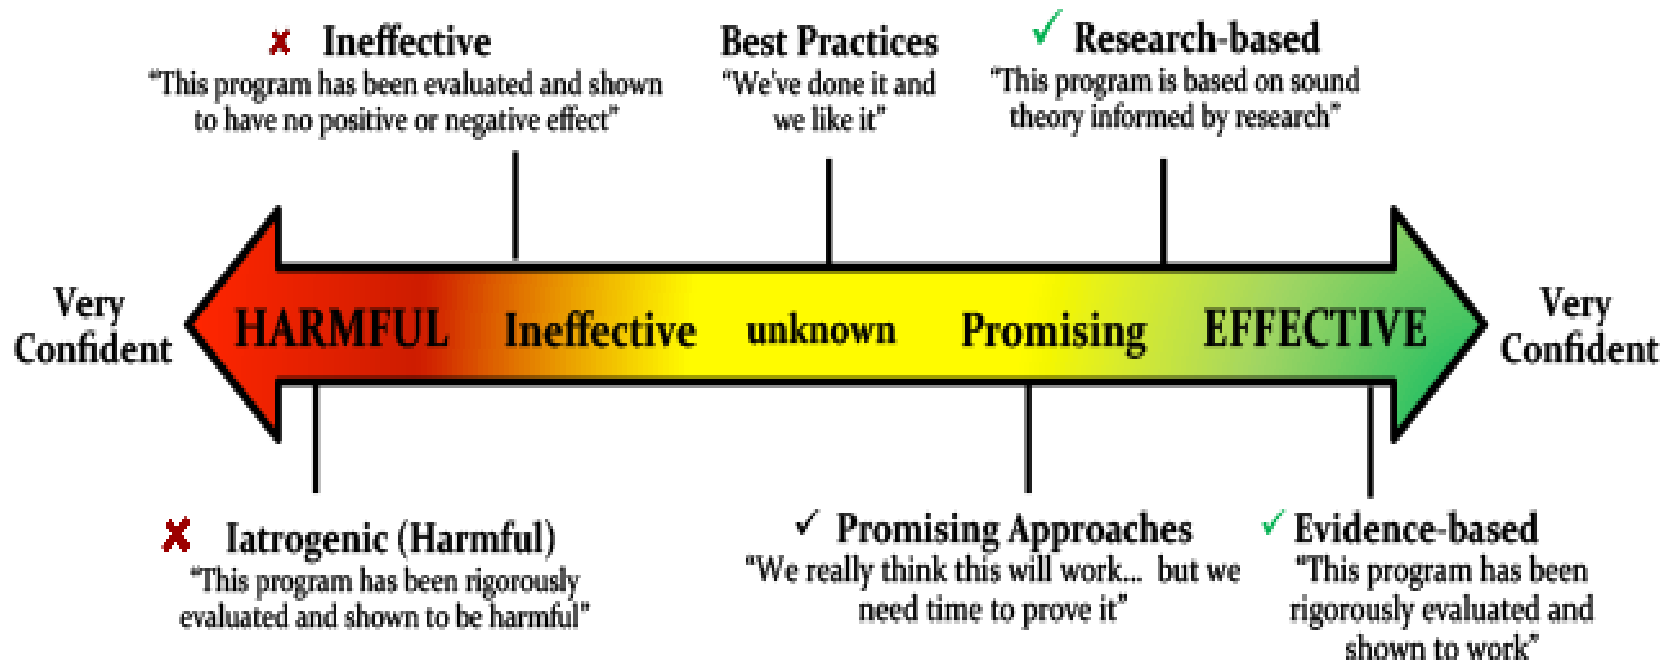 ✘ Ineffective
“This program has been evaluated and shown
to have no positive or negative effect”
Best Practices
“We've done it and
we like it”
✓ Research-based
“This program is based on sound
theory informed by research”
Very
Confident
HARMFUL Ineffective unknown Promising EFFECTIVE
Very
Confident
✘ Iatrogenic (Harmful)
“This program has been rigorously
evaluated and shown to be harmful”
✓ Promising Approaches
“We really think this will work... but we
need time to prove it”
✓ Evidence-based
“This program has been
rigorously evaluated and
shown to work”